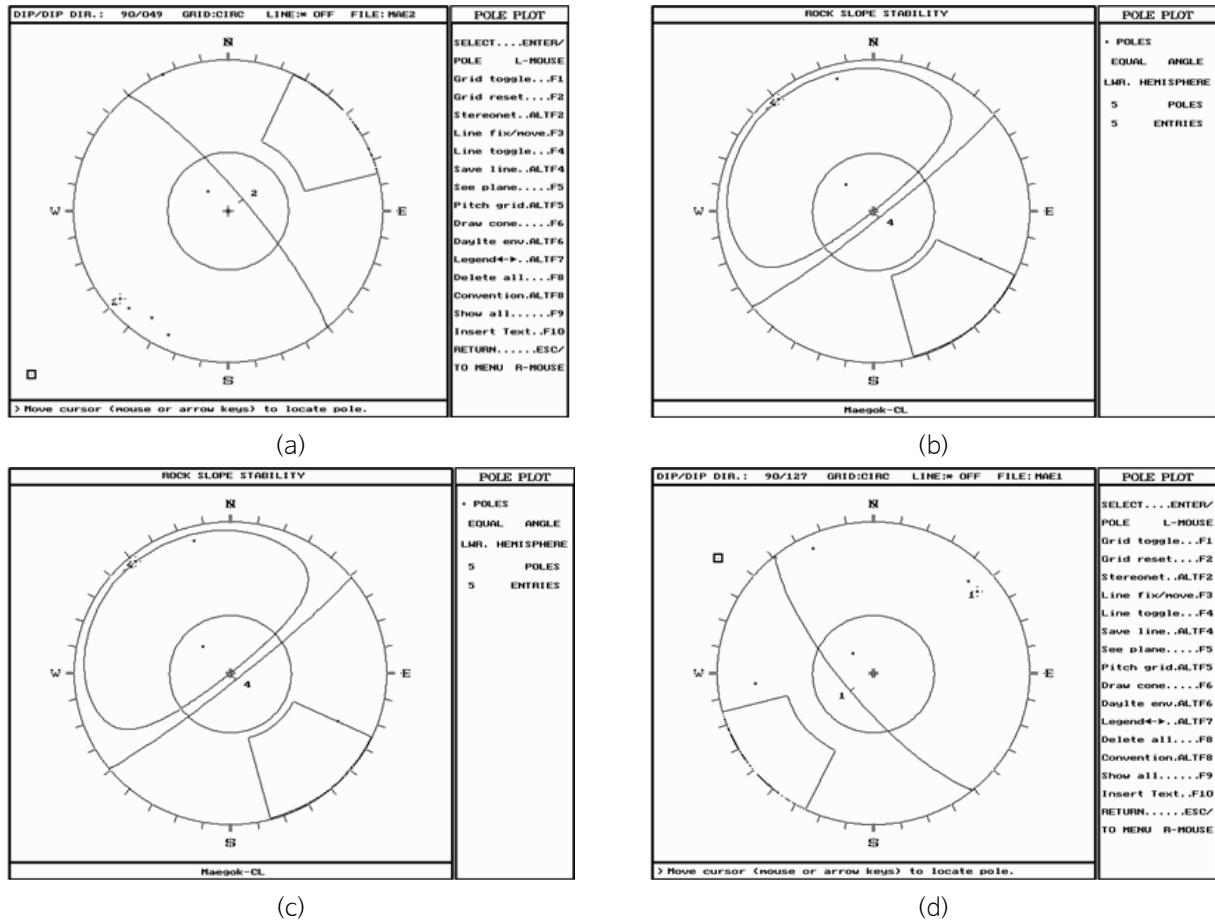 DIP/DIP DIR.: 90/049 GRID:CIRC LINE:* OFF FILE:MAE2
POLE PLOT
N
W
E
S
2
2
SELECT....ENTER/
POLE L-MOUSE
Grid toggle...F1
Grid reset....F2
Stereonet.ALTF2
Line fix/move.F3
Line toggle...F4
Save line..ALTF4
See plane.....F5
Pitch grid.ALTF5
Draw cone.....F6
Daylte env.ALTF6
Legend◄-►..ALTF7
Delete all....F8
Convention.ALTF8
Show all......F9
Insert Text..F10
RETURN......ESC/
TO MENU R-MOUSE
> Move cursor (mouse or arrow keys) to locate pole.
(a)
ROCK SLOPE STABILITY
POLE PLOT
N
W
E
S
4
• POLES
EQUAL ANGLE
LWR. HEMISPHERE
5 POLES
5 ENTRIES
Maegok-CL
(b)
ROCK SLOPE STABILITY
POLE PLOT
N
W
E
S
4
• POLES
EQUAL ANGLE
LWR. HEMISPHERE
5 POLES
5 ENTRIES
Maegok-CL
(c)
DIP/DIP DIR.: 90/127 GRID:CIRC LINE:* OFF FILE:MAE1
POLE PLOT
N
1
W
E
1
S
SELECT....ENTER/
POLE L-MOUSE
Grid toggle...F1
Grid reset....F2
Stereonet.ALTF2
Line fix/move.F3
Line toggle...F4
Save line..ALTF4
See plane.....F5
Pitch grid.ALTF5
Draw cone.....F6
Daylte env.ALTF6
Legend◄-►..ALTF7
Delete all....F8
Convention.ALTF8
Show all......F9
Insert Text..F10
RETURN......ESC/
TO MENU R-MOUSE
> Move cursor (mouse or arrow keys) to locate pole.
(d)